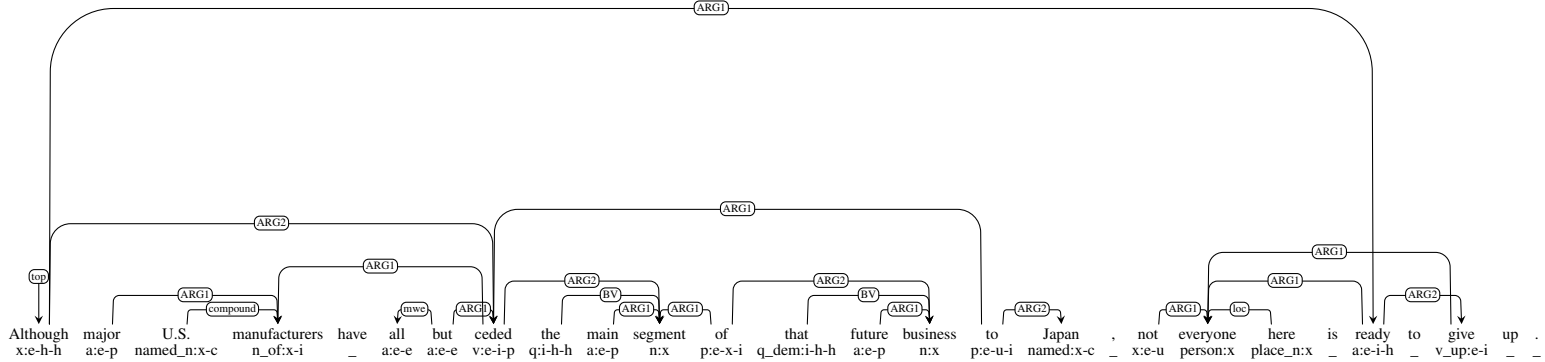 ARG1
ARG2
ARG1
ARG1
ARG1
top
ARG1
ARG2
ARG2
ARG1
ARG1
BV
BV
ARG2
compound
mwe
ARG1
ARG1
ARG1
ARG1
ARG2
ARG1
loc
Although major U.S. manufacturers have all but ceded the main segment of that future business to Japan , not everyone here is ready to give up .
x:e-h-h a:e-p named_n:x-c n_of:x-i _ a:e-e a:e-e v:e-i-p q:i-h-h a:e-p n:x p:e-x-i q_dem:i-h-h a:e-p n:x p:e-u-i named:x-c _ x:e-u person:x place_n:x _ a:e-i-h _ v_up:e-i _ _